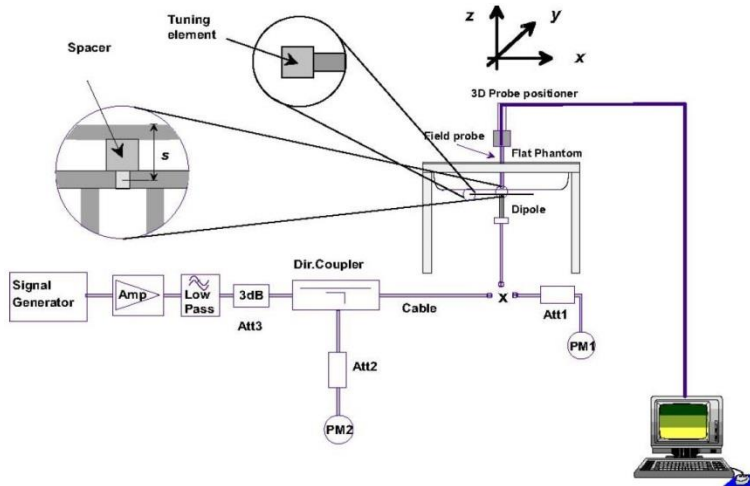 Tuning
element
Spacer
s
z
y
x
3D Probe positioner
Field probe
Flat Phantom
Dipole
Signal
Generator
Amp
Low
Pass
3dB
Att3
Dir.Coupler
Cable
x
Att1
PM1
Att2
PM2